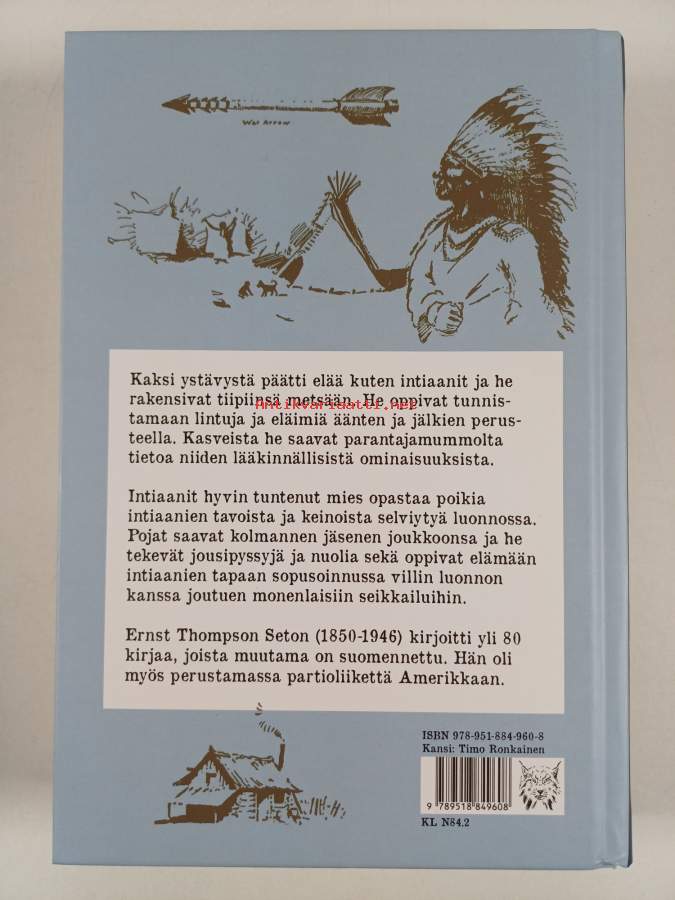 War Arrow
Kaksi ystävystä päätti elää kuten intiaanit ja he
rakensivat tiipiinsä metsään. He oppivat tunnis-
Antikvariaatti.net
tamaan lintuja ja eläimiä äänten ja jälkien perus-
teella. Kasveista he saavat parantajamummolta
tietoa niiden lääkinnällisistä ominaisuuksista.
Intiaanit hyvin tuntenut mies opastaa poikia
intiaanien tavoista ja keinoista selviytyä luonnossa.
Pojat saavat kolmannen jäsenen joukkoonsa ja he
tekevät jousipyssyjä ja nuolia sekä oppivat elämään
intiaanien tapaan sopusoinnussa villin luonnon
kanssa joutuen monenlaisiin seikkailuihin.
Ernst Thompson Seton (1850-1946) kirjoitti yli 80
kirjaa, joista muutama on suomennettu. Hän oli
myös perustamassa partioliikettä Amerikkaan.
ISBN 978-951-884-960-8
Kansi: Timo Ronkainen
9 789518 849608
KL N84.2